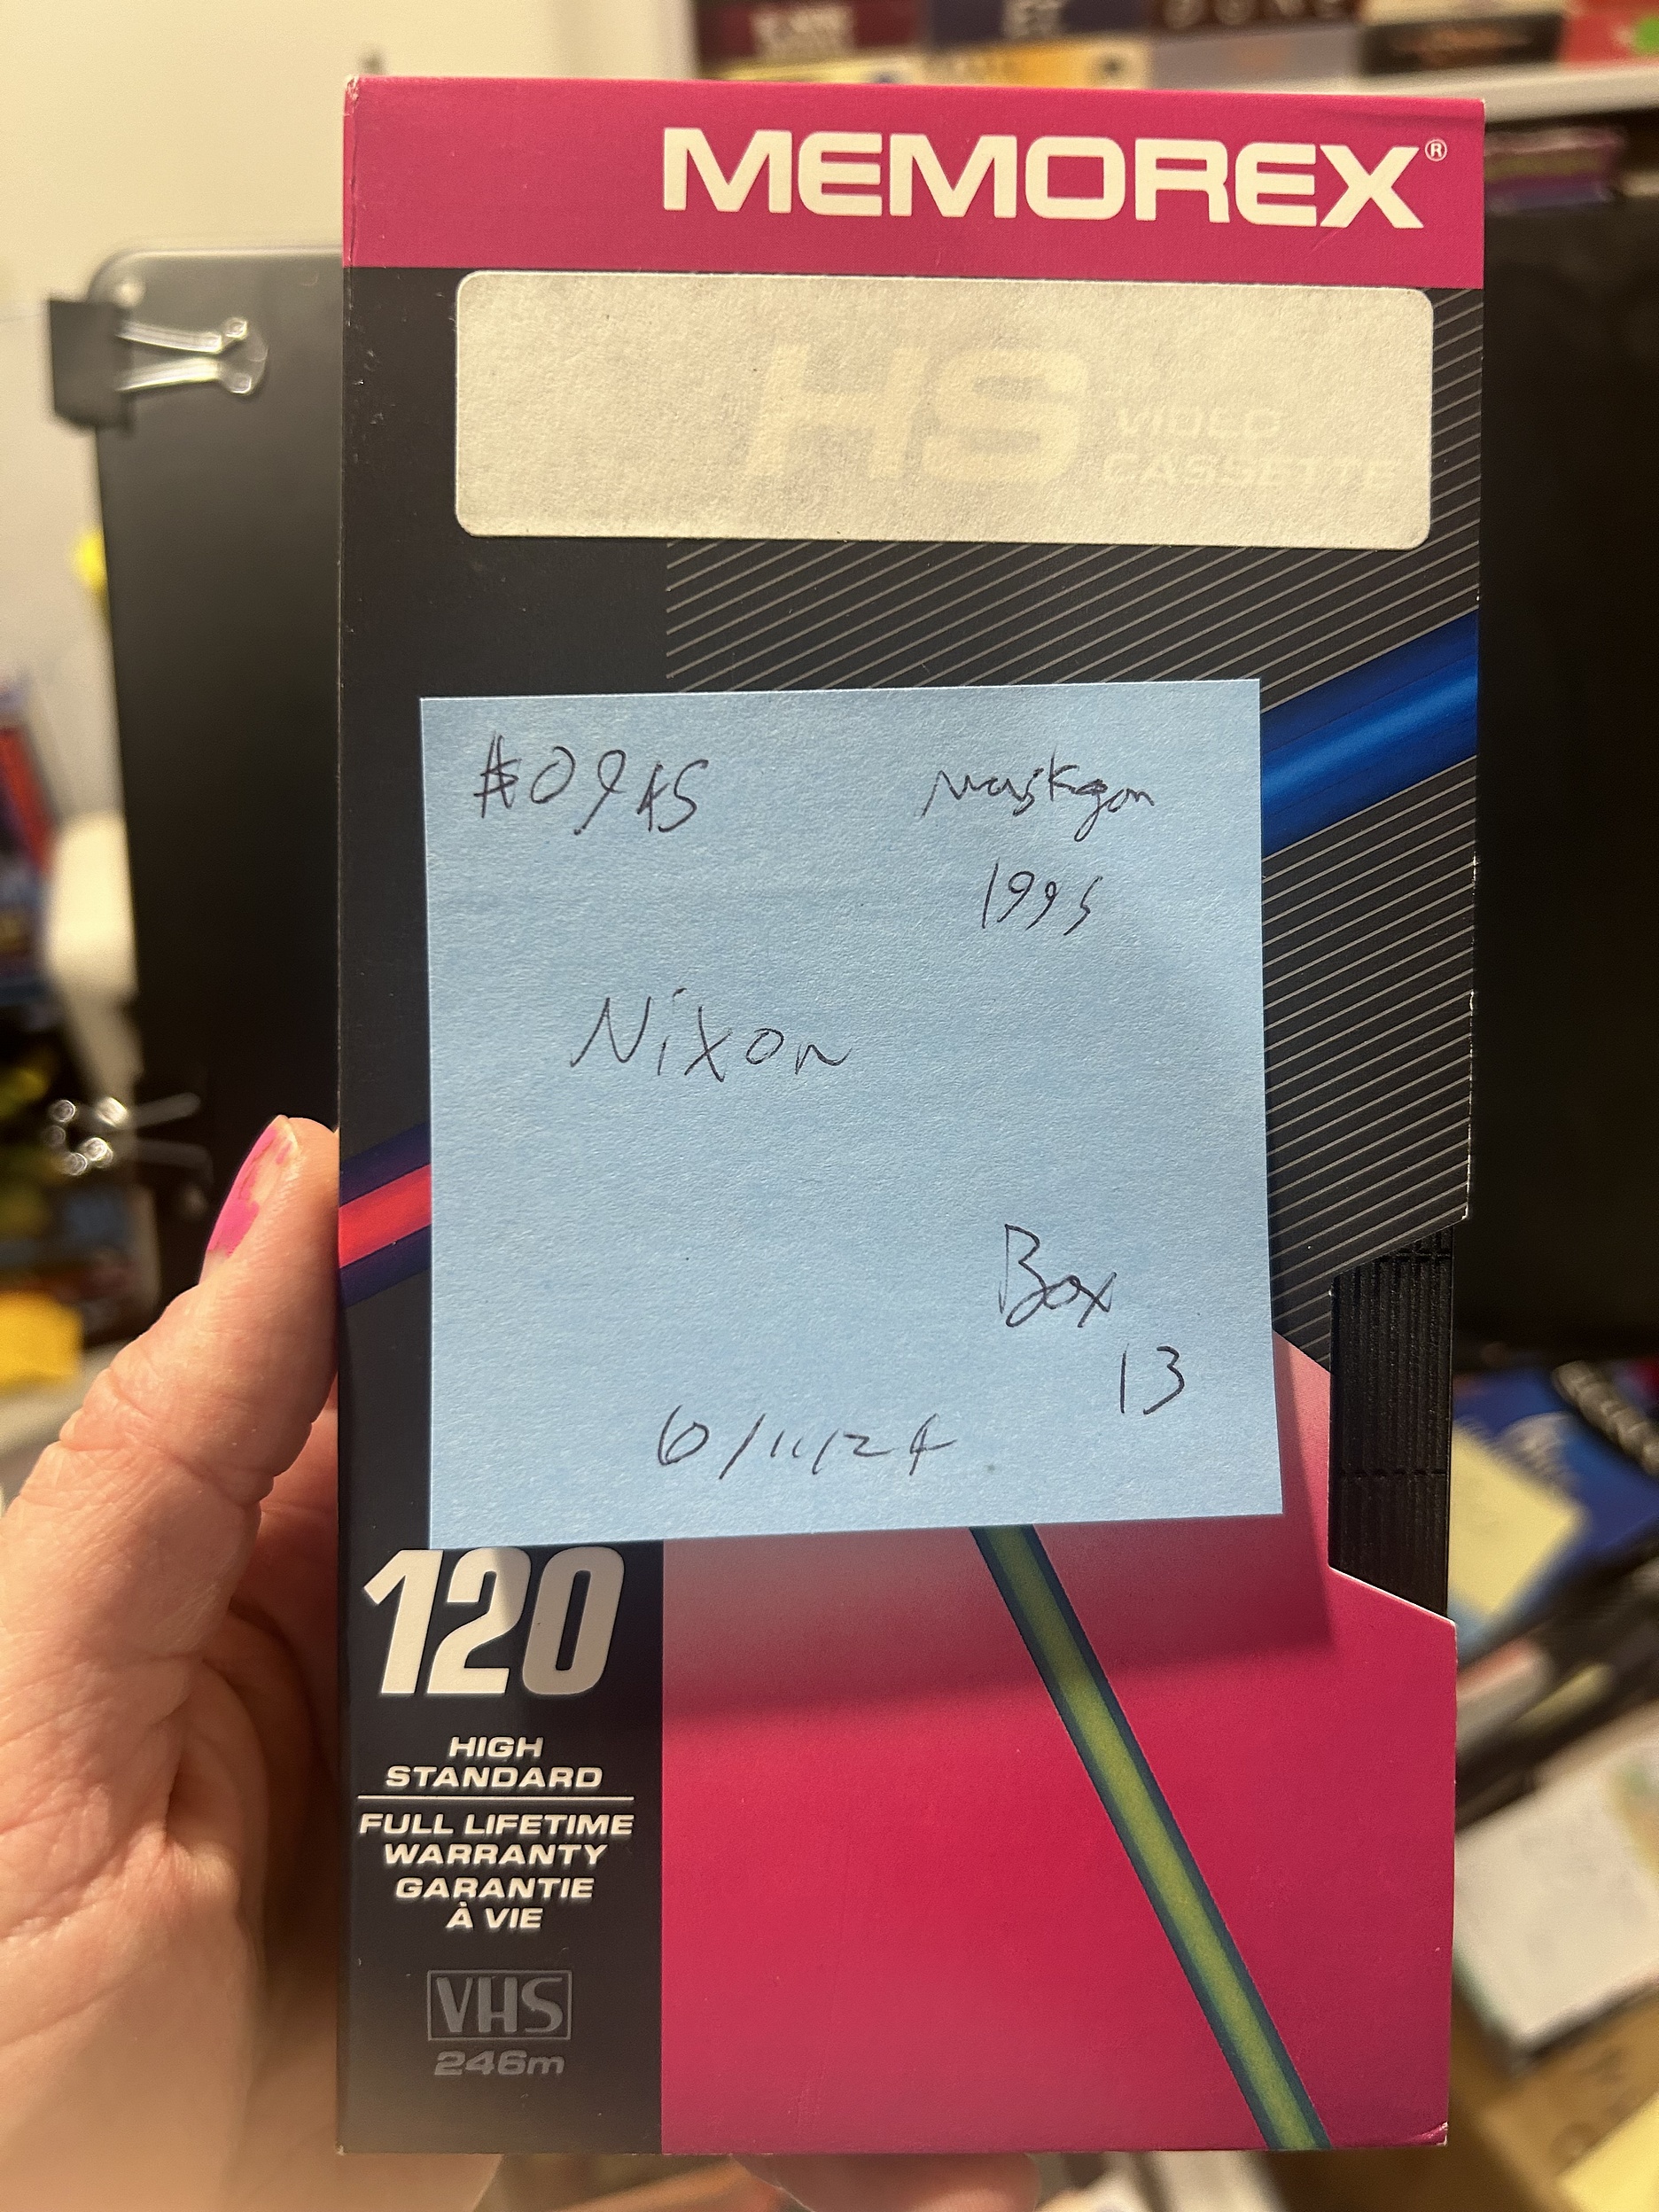 MEMOREX®
HS VIDEO
CASSETTE
#0945 Muskegon
1995
Nixon
Box
13
6/11/24
120
HIGH
STANDARD
FULL LIFETIME
WARRANTY
GARANTIE
À VIE
VHS
246m